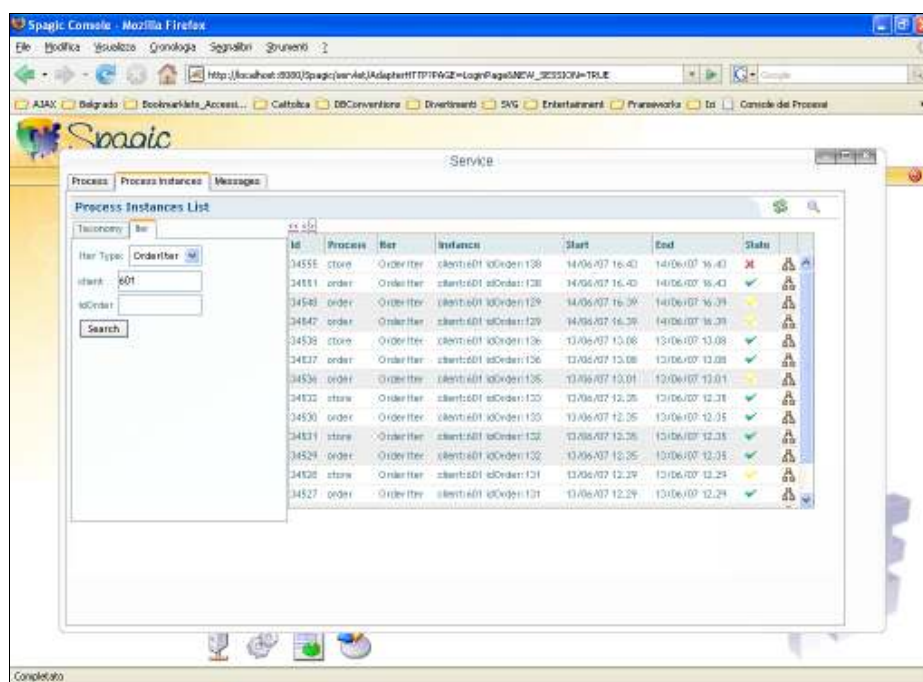 Spagic Console - Mozilla Firefox
File Modifica Visualizza Cronologia Segnalibri Strumenti ?
http://localhost:8080/Spagic/servlet/AdapterHTTP?PAGE=LoginPage&NEW_SESSION=TRUE
AJAX Belgrado Bookmarklets_Accessi... Cattolica DBConventions Divertimenti SVG Entertainment Frameworks Izi Console dei Processi
Spagic
Service
Process Process Instances Messages
Process Instances List
Taxonomy Iter
Iter Type: OrderIter
client 601
idOrder
Search
Id Process Iter Instance Start End State
34555 store OrderIter client:601 idOrder:138 14/06/07 16.40 14/06/07 16.40
34551 order OrderIter client:601 idOrder:138 14/06/07 16.40 14/06/07 16.40
34548 order OrderIter client:601 idOrder:129 14/06/07 16.39 14/06/07 16.39
34547 order OrderIter client:601 idOrder:129 14/06/07 16.39 14/06/07 16.39
34538 store OrderIter client:601 idOrder:136 13/06/07 13.08 13/06/07 13.08
34537 order OrderIter client:601 idOrder:136 13/06/07 13.08 13/06/07 13.08
34536 order OrderIter client:601 idOrder:135 13/06/07 13.01 13/06/07 13.01
34532 store OrderIter client:601 idOrder:133 13/06/07 12.35 13/06/07 12.35
34530 order OrderIter client:601 idOrder:133 13/06/07 12.35 13/06/07 12.35
34531 store OrderIter client:601 idOrder:132 13/06/07 12.35 13/06/07 12.35
34529 order OrderIter client:601 idOrder:132 13/06/07 12.35 13/06/07 12.35
34528 store OrderIter client:601 idOrder:131 13/06/07 12.29 13/06/07 12.29
34527 order OrderIter client:601 idOrder:131 13/06/07 12.29 13/06/07 12.29
Completato